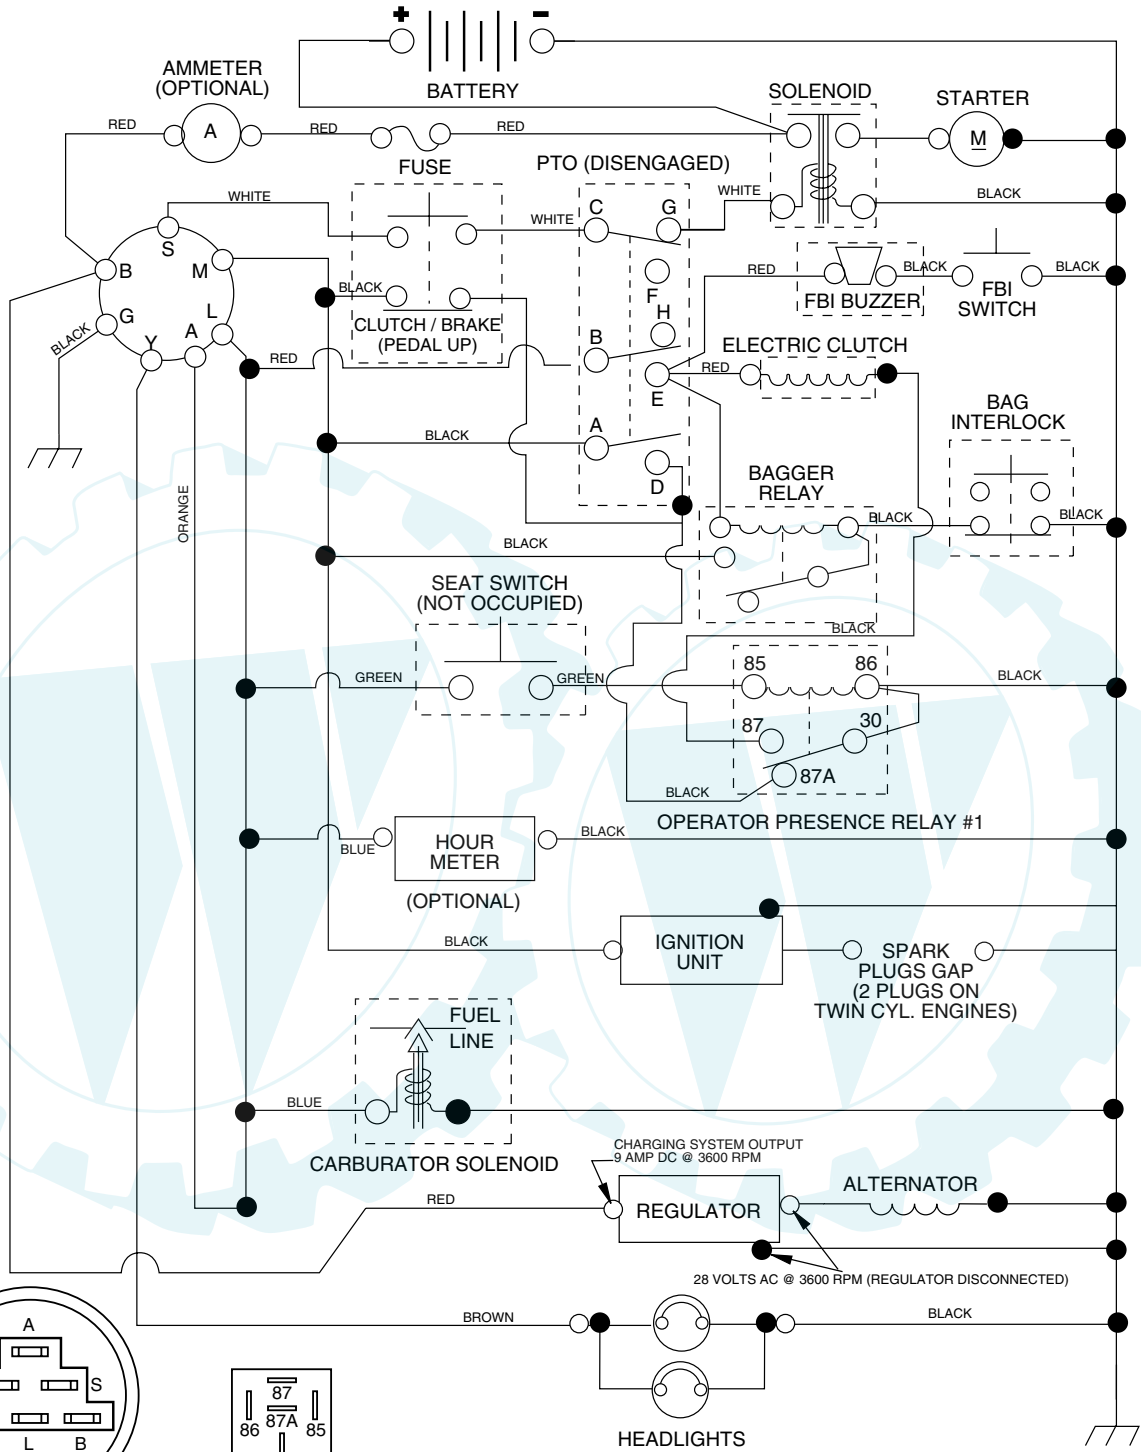 + -
BATTERY
AMMETER
(OPTIONAL)
SOLENOID
STARTER
RED
A
RED
RED
M
FUSE
PTO (DISENGAGED)
WHITE
WHITE
C
G
WHITE
BLACK
S
B
M
G
Y
A
L
BLACK
BLACK
CLUTCH / BRAKE
(PEDAL UP)
F
H
RED
BLACK
BLACK
FBI BUZZER
FBI
SWITCH
RED
B
E
ELECTRIC CLUTCH
RED
BAG
INTERLOCK
A
BLACK
D
ORANGE
BAGGER
RELAY
BLACK
BLACK
BLACK
SEAT SWITCH
(NOT OCCUPIED)
BLACK
GREEN
GREEN
85
86
BLACK
87
30
87A
BLACK
OPERATOR PRESENCE RELAY #1
BLUE
HOUR
METER
BLACK
(OPTIONAL)
BLACK
IGNITION
UNIT
SPARK
PLUGS GAP
(2 PLUGS ON
TWIN CYL. ENGINES)
FUEL
LINE
BLUE
CARBURATOR SOLENOID
CHARGING SYSTEM OUTPUT
9 AMP DC @ 3600 RPM
RED
REGULATOR
ALTERNATOR
28 VOLTS AC @ 3600 RPM (REGULATOR DISCONNECTED)
BROWN
BLACK
HEADLIGHTS
A
S
L
B
87
87A
86
85